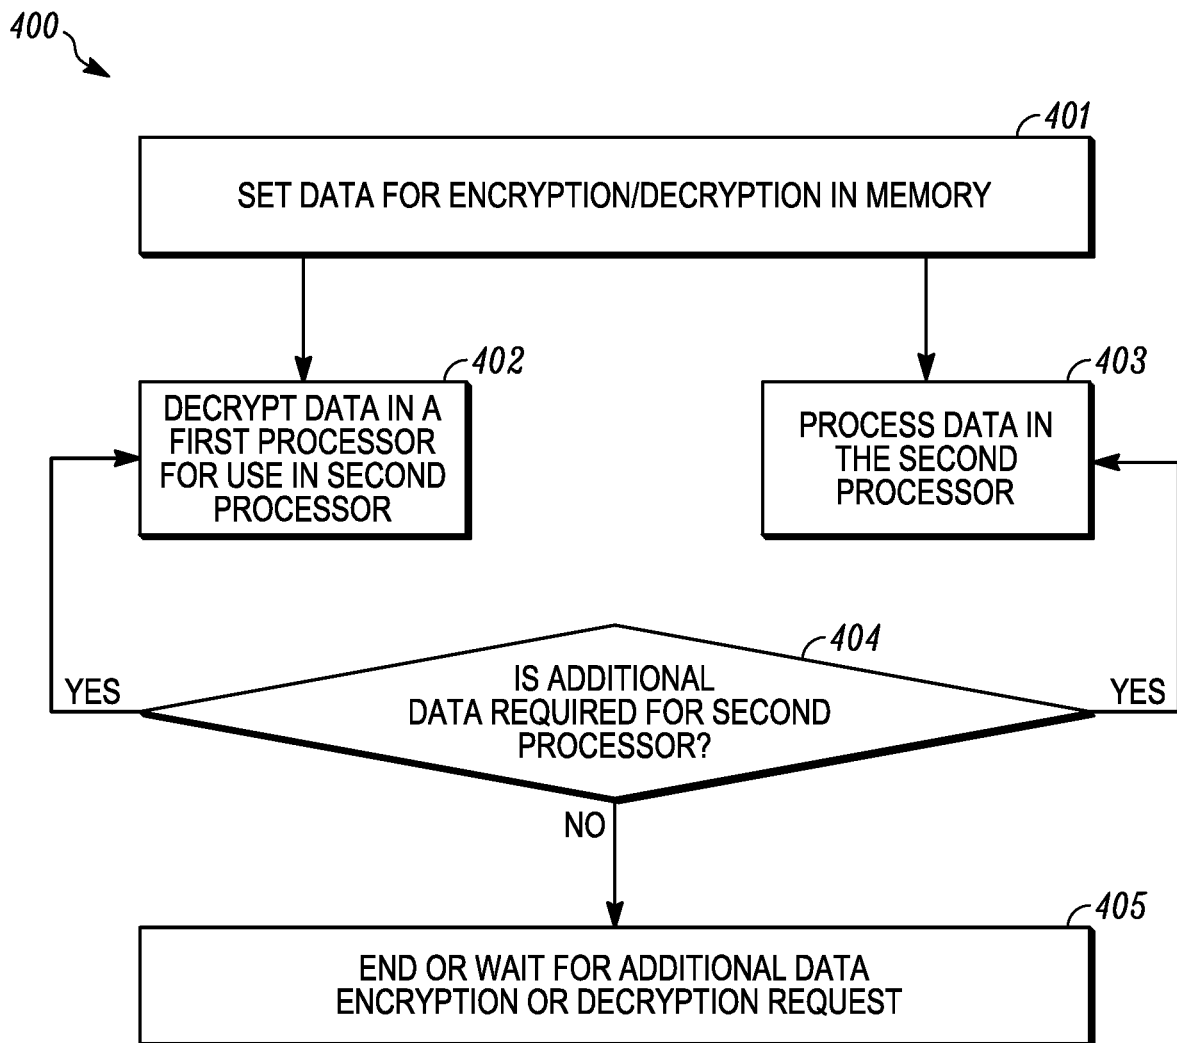 400
401
SET DATA FOR ENCRYPTION/DECRYPTION IN MEMORY
402
DECRYPT DATA IN A
FIRST PROCESSOR
FOR USE IN SECOND
PROCESSOR
403
PROCESS DATA IN
THE SECOND
PROCESSOR
404
IS ADDITIONAL
DATA REQUIRED FOR SECOND
PROCESSOR?
YES
YES
NO
405
END OR WAIT FOR ADDITIONAL DATA
ENCRYPTION OR DECRYPTION REQUEST